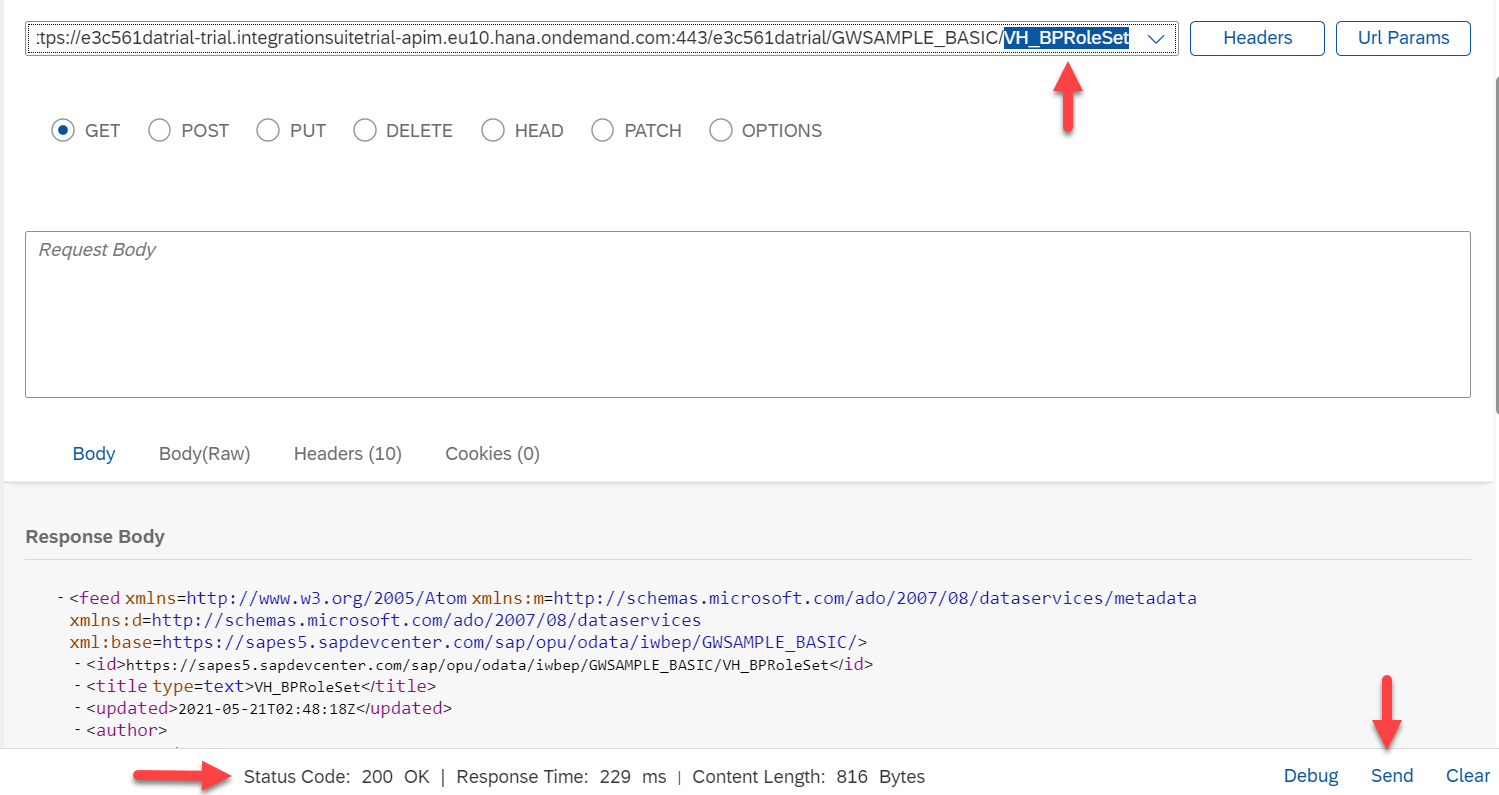 ttps://e3c561datrial-trial.integrationsuitetrial-apim.eu10.hana.ondemand.com:443/e3c561datrial/GWSAMPLE_BASIC/VH_BPRoleSet Headers Url Params
GET POST PUT DELETE HEAD PATCH OPTIONS
Request Body
Body Body(Raw) Headers (10) Cookies (0)
Response Body
- <feed xmlns=http://www.w3.org/2005/Atom xmlns:m=http://schemas.microsoft.com/ado/2007/08/dataservices/metadata
xmlns:d=http://schemas.microsoft.com/ado/2007/08/dataservices
xml:base=https://sapes5.sapdevcenter.com/sap/opu/odata/iwbep/GWSAMPLE_BASIC/>
- <id>https://sapes5.sapdevcenter.com/sap/opu/odata/iwbep/GWSAMPLE_BASIC/VH_BPRoleSet</id>
- <title type=text>VH_BPRoleSet</title>
- <updated>2021-05-21T02:48:18Z</updated>
- <author>
Status Code: 200 OK | Response Time: 229 ms | Content Length: 816 Bytes Debug Send Clear